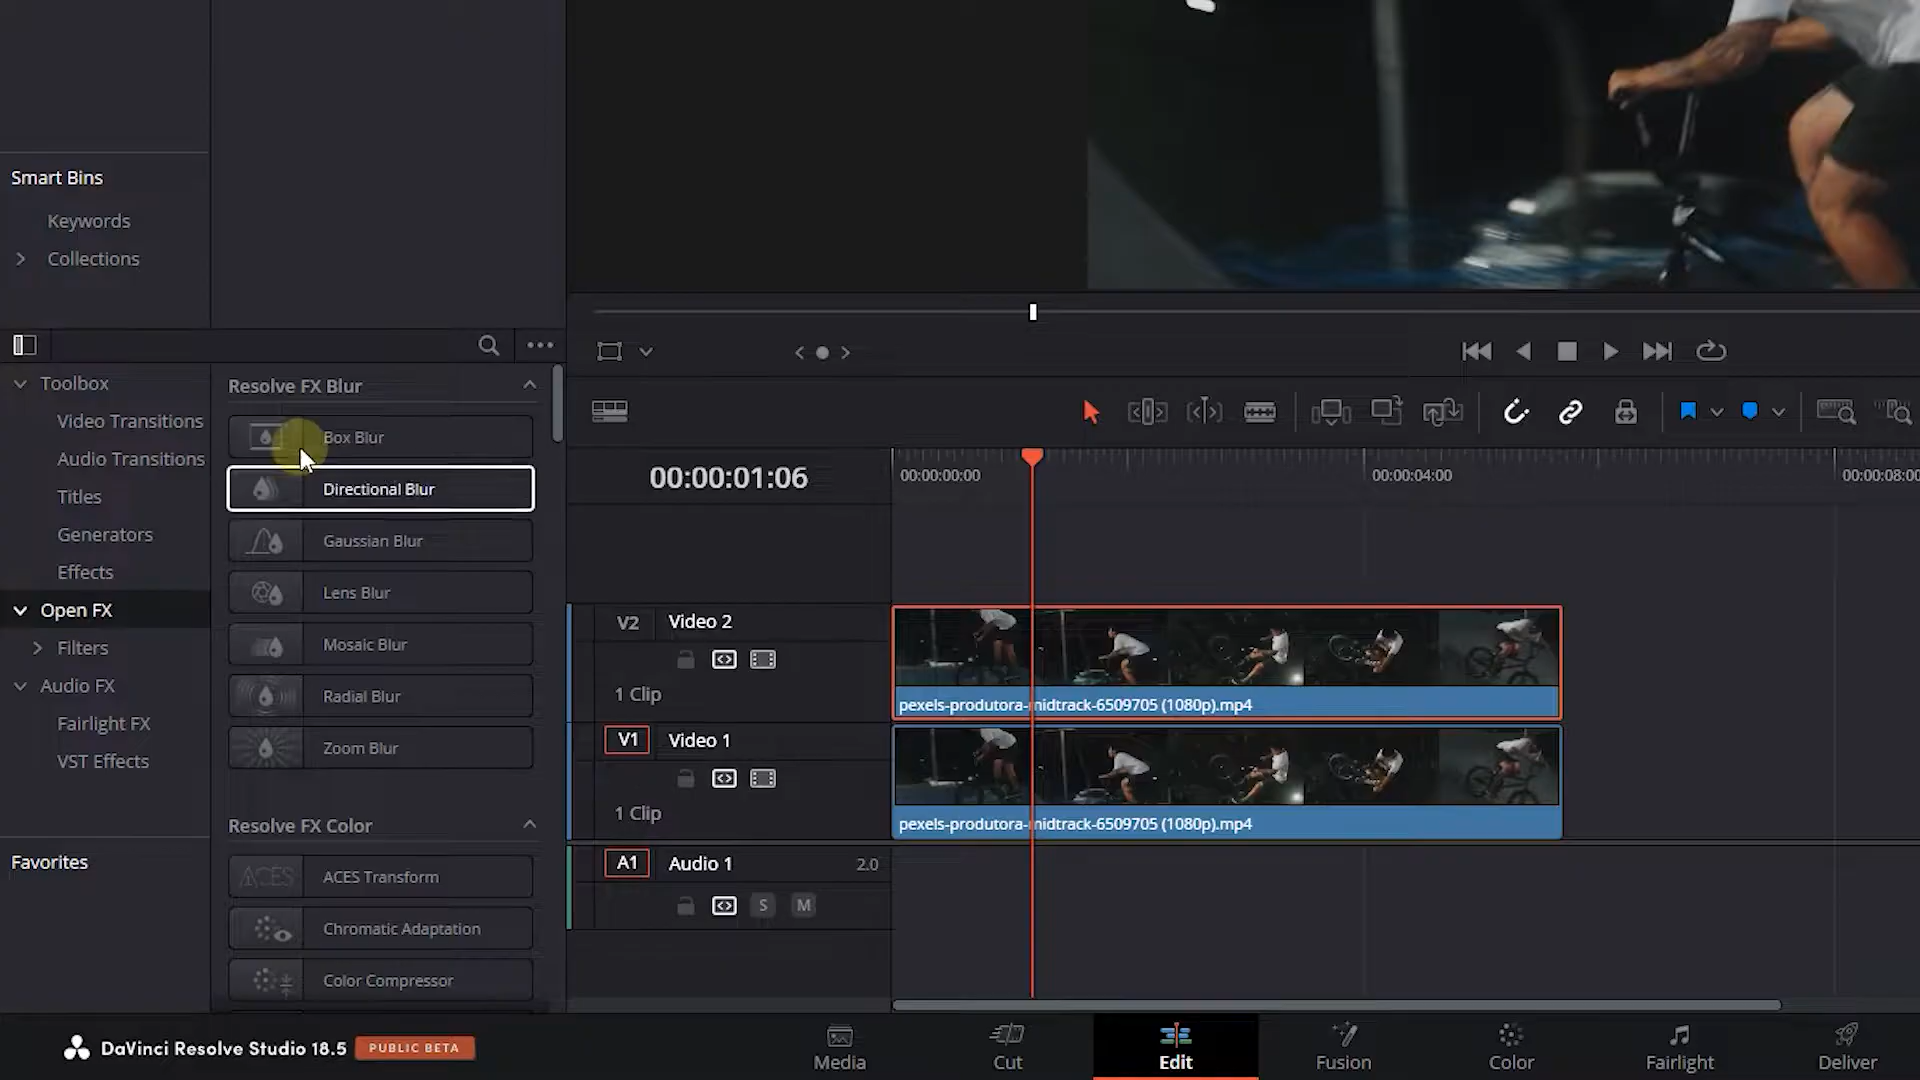 Smart Bins
Keywords
Collections
Toolbox
Video Transitions
Audio Transitions
Titles
Generators
Effects
Open FX
Filters
Audio FX
Fairlight FX
VST Effects
Favorites
Resolve FX Blur
Box Blur
Directional Blur
Gaussian Blur
Lens Blur
Mosaic Blur
Radial Blur
Zoom Blur
Resolve FX Color
ACES ACES Transform
Chromatic Adaptation
Color Compressor
00:00:01:06
00:00:00:00
00:00:04:00
00:00:08:00
V2 Video 2
1 Clip
pexels-produtora-midtrack-6509705 (1080p).mp4
V1 Video 1
1 Clip
pexels-produtora-midtrack-6509705 (1080p).mp4
A1 Audio 1 2.0
S M
DaVinci Resolve Studio 18.5 PUBLIC BETA
Media
Cut
Edit
Fusion
Color
Fairlight
Deliver